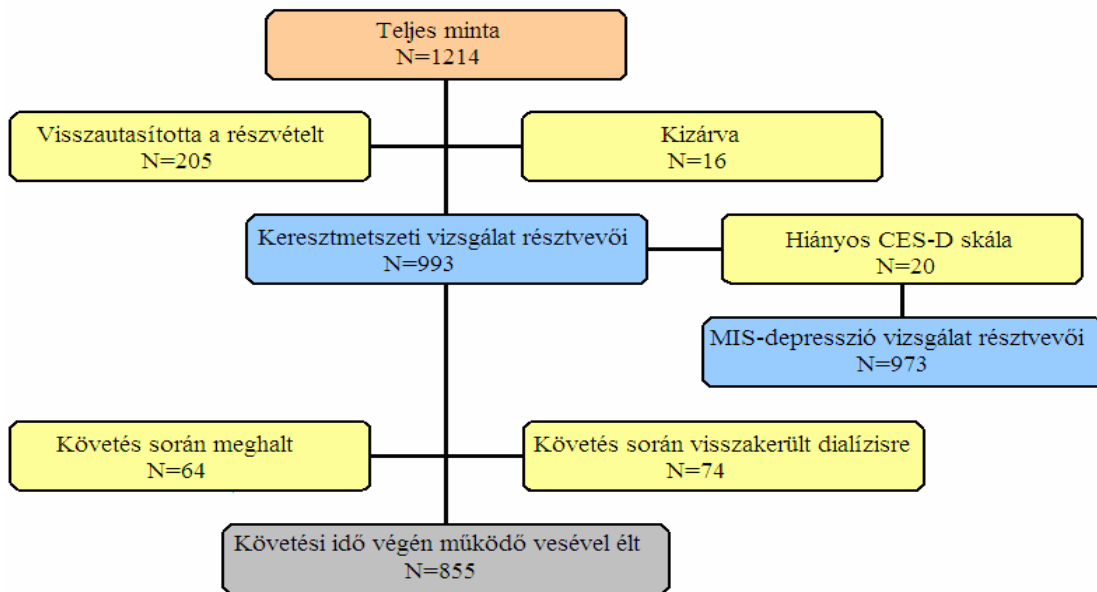 Teljes minta
N=1214
Visszautasította a részvételt
N=205
Kizárva
N=16
Keresztmetszeti vizsgálat résztvevői
N=993
Hiányos CES-D skála
N=20
MIS-depresszió vizsgálat résztvevői
N=973
Követés során meghalt
N=64
Követés során visszakerült dialízisre
N=74
Követési idő végén működő vesével élt
N=855